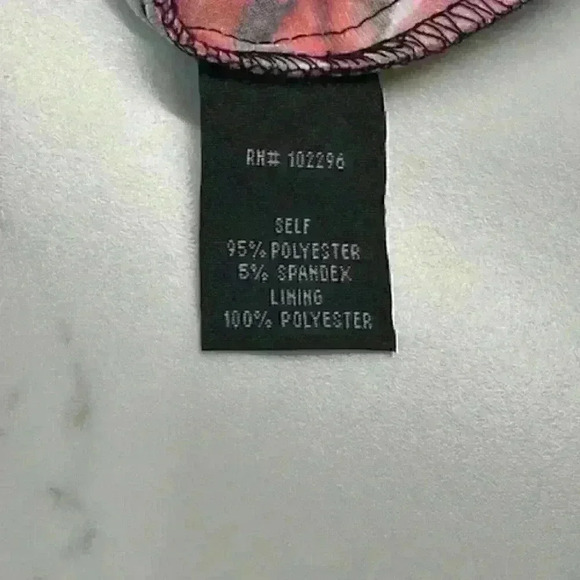 RN# 102296
SELF
95% POLYESTER
5% SPANDEX
LINING
100% POLYESTER